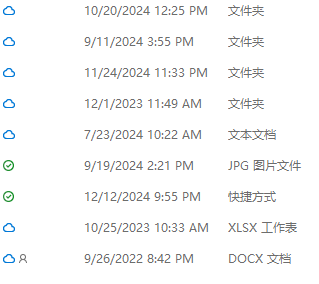 10/20/2024 12:25 PM 文件夹
9/11/2024 3:55 PM 文件夹
11/24/2024 11:33 PM 文件夹
12/1/2023 11:49 AM 文件夹
7/23/2024 10:22 AM 文本文档
9/19/2024 2:21 PM JPG 图片文件
12/12/2024 9:55 PM 快捷方式
10/25/2023 10:33 AM XLSX 工作表
9/26/2022 8:42 PM DOCX 文档